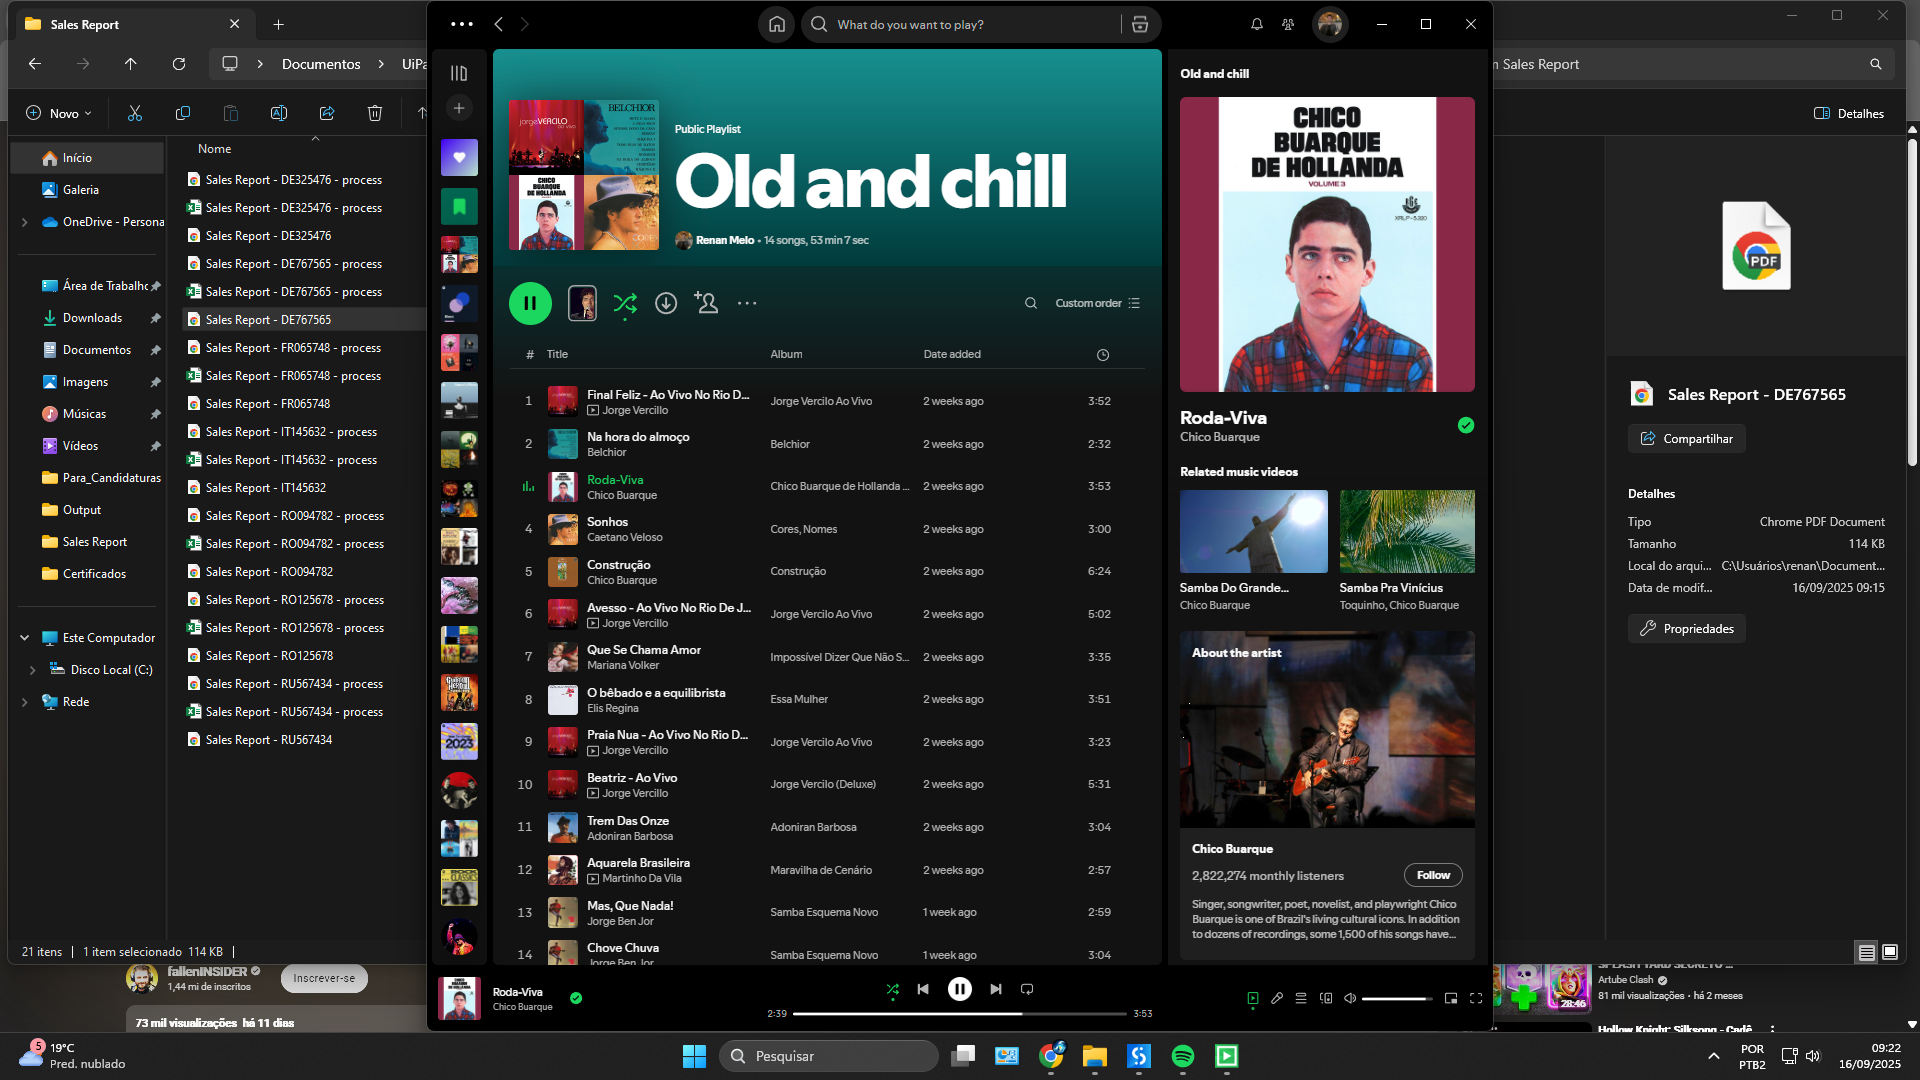 Sales Report
Documentos
UiPa
Novo
Início
Galeria
OneDrive - Persona
Área de Trabalho
Downloads
Documentos
Imagens
Músicas
Vídeos
Para_Candidaturas
Output
Sales Report
Certificados
Este Computador
Disco Local (C:)
Rede
Nome
Sales Report - DE325476 - process
Sales Report - DE325476 - process
Sales Report - DE325476
Sales Report - DE767565 - process
Sales Report - DE767565 - process
Sales Report - DE767565
Sales Report - FR065748 - process
Sales Report - FR065748 - process
Sales Report - FR065748
Sales Report - IT145632 - process
Sales Report - IT145632 - process
Sales Report - IT145632
Sales Report - RO094782 - process
Sales Report - RO094782 - process
Sales Report - RO094782
Sales Report - RO125678 - process
Sales Report - RO125678 - process
Sales Report - RO125678
Sales Report - RU567434 - process
Sales Report - RU567434 - process
Sales Report - RU567434
21 itens | 1 item selecionado 114 KB |
fallenINSIDER
1,44 mi de inscritos
Inscrever-se
73 mil visualizações há 11 dias
What do you want to play?
jorgeVERCILO
BELCHIOR
CHICO
BUARQUE
DE HOLLANDA
Public Playlist
Old and chill
Renan Melo • 14 songs, 53 min 7 sec
Custom order
# Title Album Date added
1 Final Feliz - Ao Vivo No Rio D... Jorge Vercillo Jorge Vercilo Ao Vivo 2 weeks ago 3:52
2 Na hora do almoço Belchior Belchior 2 weeks ago 2:32
Roda-Viva Chico Buarque Chico Buarque de Hollanda ... 2 weeks ago 3:53
4 Sonhos Caetano Veloso Cores, Nomes 2 weeks ago 3:00
5 Construção Chico Buarque Construção 2 weeks ago 6:24
6 Avesso - Ao Vivo No Rio De J... Jorge Vercillo Jorge Vercilo Ao Vivo 2 weeks ago 5:02
7 Que Se Chama Amor Mariana Volker Impossível Dizer Que Não S... 2 weeks ago 3:35
8 O bêbado e a equilibrista Elis Regina Essa Mulher 2 weeks ago 3:51
9 Praia Nua - Ao Vivo No Rio D... Jorge Vercillo Jorge Vercilo Ao Vivo 2 weeks ago 3:23
10 Beatriz - Ao Vivo Jorge Vercillo Jorge Vercilo (Deluxe) 2 weeks ago 5:31
11 Trem Das Onze Adoniran Barbosa Adoniran Barbosa 2 weeks ago 3:04
12 Aquarela Brasileira Martinho Da Vila Maravilha de Cenário 2 weeks ago 2:57
13 Mas, Que Nada! Jorge Ben Jor Samba Esquema Novo 1 week ago 2:59
14 Chove Chuva Jorge Ben Jor Samba Esquema Novo 1 week ago 3:04
2023
Old and chill
CHICO
BUARQUE
DE HOLLANDA
VOLUME 3
Roda-Viva
Chico Buarque
Related music videos
Samba Do Grande...
Chico Buarque
Samba Pra Vinícius
Toquinho, Chico Buarque
About the artist
Chico Buarque
2,822,274 monthly listeners
Follow
Singer, songwriter, poet, novelist, and playwright Chico
Buarque is one of Brazil's living cultural icons. In addition
to dozens of recordings, some 1,500 of his songs have...
Roda-Viva
Chico Buarque
2:39
3:53
Sales Report
Detalhes
PDF
Sales Report - DE767565
Compartilhar
Detalhes
Tipo Chrome PDF Document
Tamanho 114 KB
Local do arqui... C:\Usuários\renan\Document...
Data de modif... 16/09/2025 09:15
Propriedades
28:46
Artube Clash
81 mil visualizações • há 2 meses
Hollow Knight: Silksong - Cadê
5
19°C
Pred. nublado
Pesquisar
POR
PTB2
09:22
16/09/2025